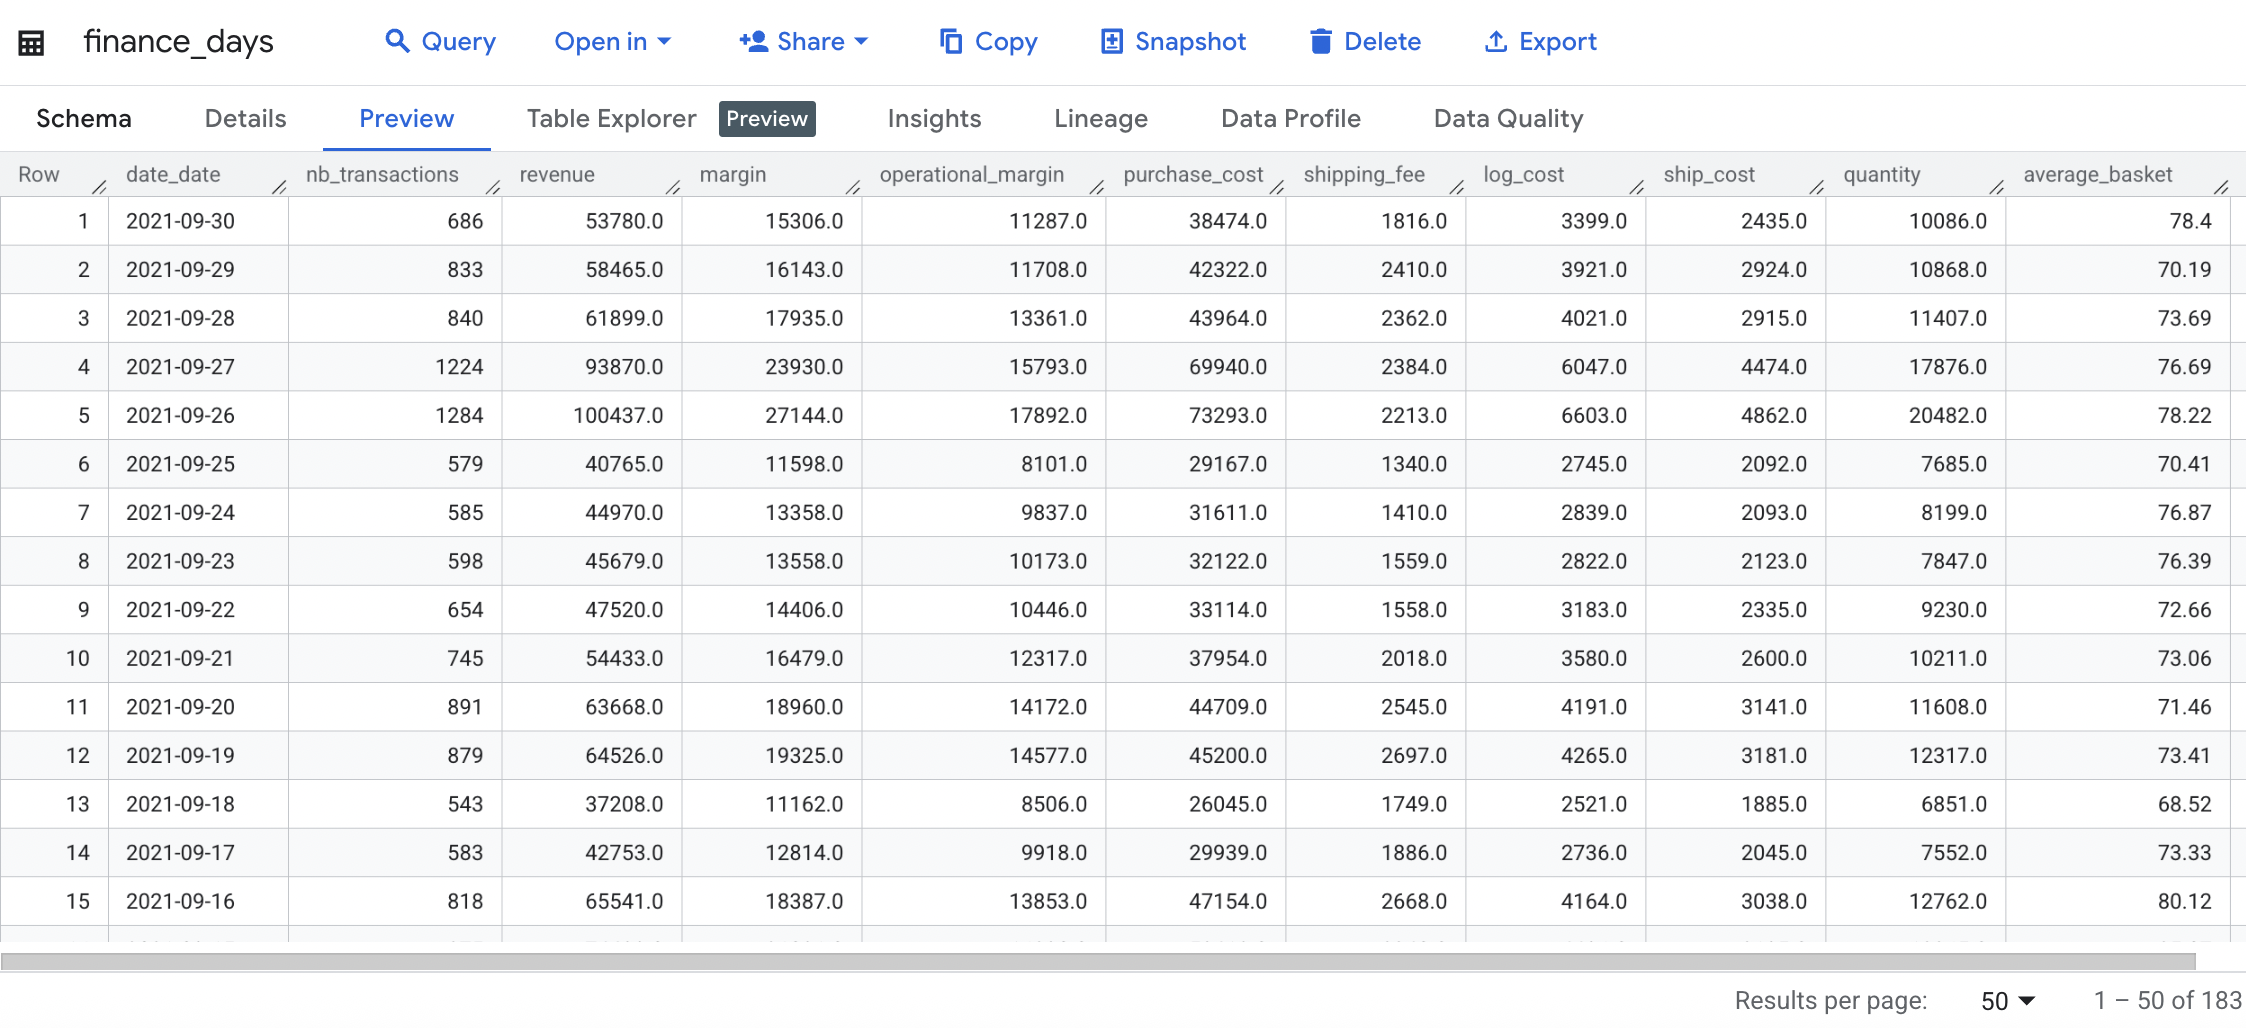 finance_days Query Open in Share Copy Snapshot Delete Export
Schema Details Preview Table Explorer Preview Insights Lineage Data Profile Data Quality
Row date_date nb_transactions revenue margin operational_margin purchase_cost shipping_fee log_cost ship_cost quantity average_basket
1 2021-09-30 686 53780.0 15306.0 11287.0 38474.0 1816.0 3399.0 2435.0 10086.0 78.4
2 2021-09-29 833 58465.0 16143.0 11708.0 42322.0 2410.0 3921.0 2924.0 10868.0 70.19
3 2021-09-28 840 61899.0 17935.0 13361.0 43964.0 2362.0 4021.0 2915.0 11407.0 73.69
4 2021-09-27 1224 93870.0 23930.0 15793.0 69940.0 2384.0 6047.0 4474.0 17876.0 76.69
5 2021-09-26 1284 100437.0 27144.0 17892.0 73293.0 2213.0 6603.0 4862.0 20482.0 78.22
6 2021-09-25 579 40765.0 11598.0 8101.0 29167.0 1340.0 2745.0 2092.0 7685.0 70.41
7 2021-09-24 585 44970.0 13358.0 9837.0 31611.0 1410.0 2839.0 2093.0 8199.0 76.87
8 2021-09-23 598 45679.0 13558.0 10173.0 32122.0 1559.0 2822.0 2123.0 7847.0 76.39
9 2021-09-22 654 47520.0 14406.0 10446.0 33114.0 1558.0 3183.0 2335.0 9230.0 72.66
10 2021-09-21 745 54433.0 16479.0 12317.0 37954.0 2018.0 3580.0 2600.0 10211.0 73.06
11 2021-09-20 891 63668.0 18960.0 14172.0 44709.0 2545.0 4191.0 3141.0 11608.0 71.46
12 2021-09-19 879 64526.0 19325.0 14577.0 45200.0 2697.0 4265.0 3181.0 12317.0 73.41
13 2021-09-18 543 37208.0 11162.0 8506.0 26045.0 1749.0 2521.0 1885.0 6851.0 68.52
14 2021-09-17 583 42753.0 12814.0 9918.0 29939.0 1886.0 2736.0 2045.0 7552.0 73.33
15 2021-09-16 818 65541.0 18387.0 13853.0 47154.0 2668.0 4164.0 3038.0 12762.0 80.12
Results per page: 50 1 – 50 of 183